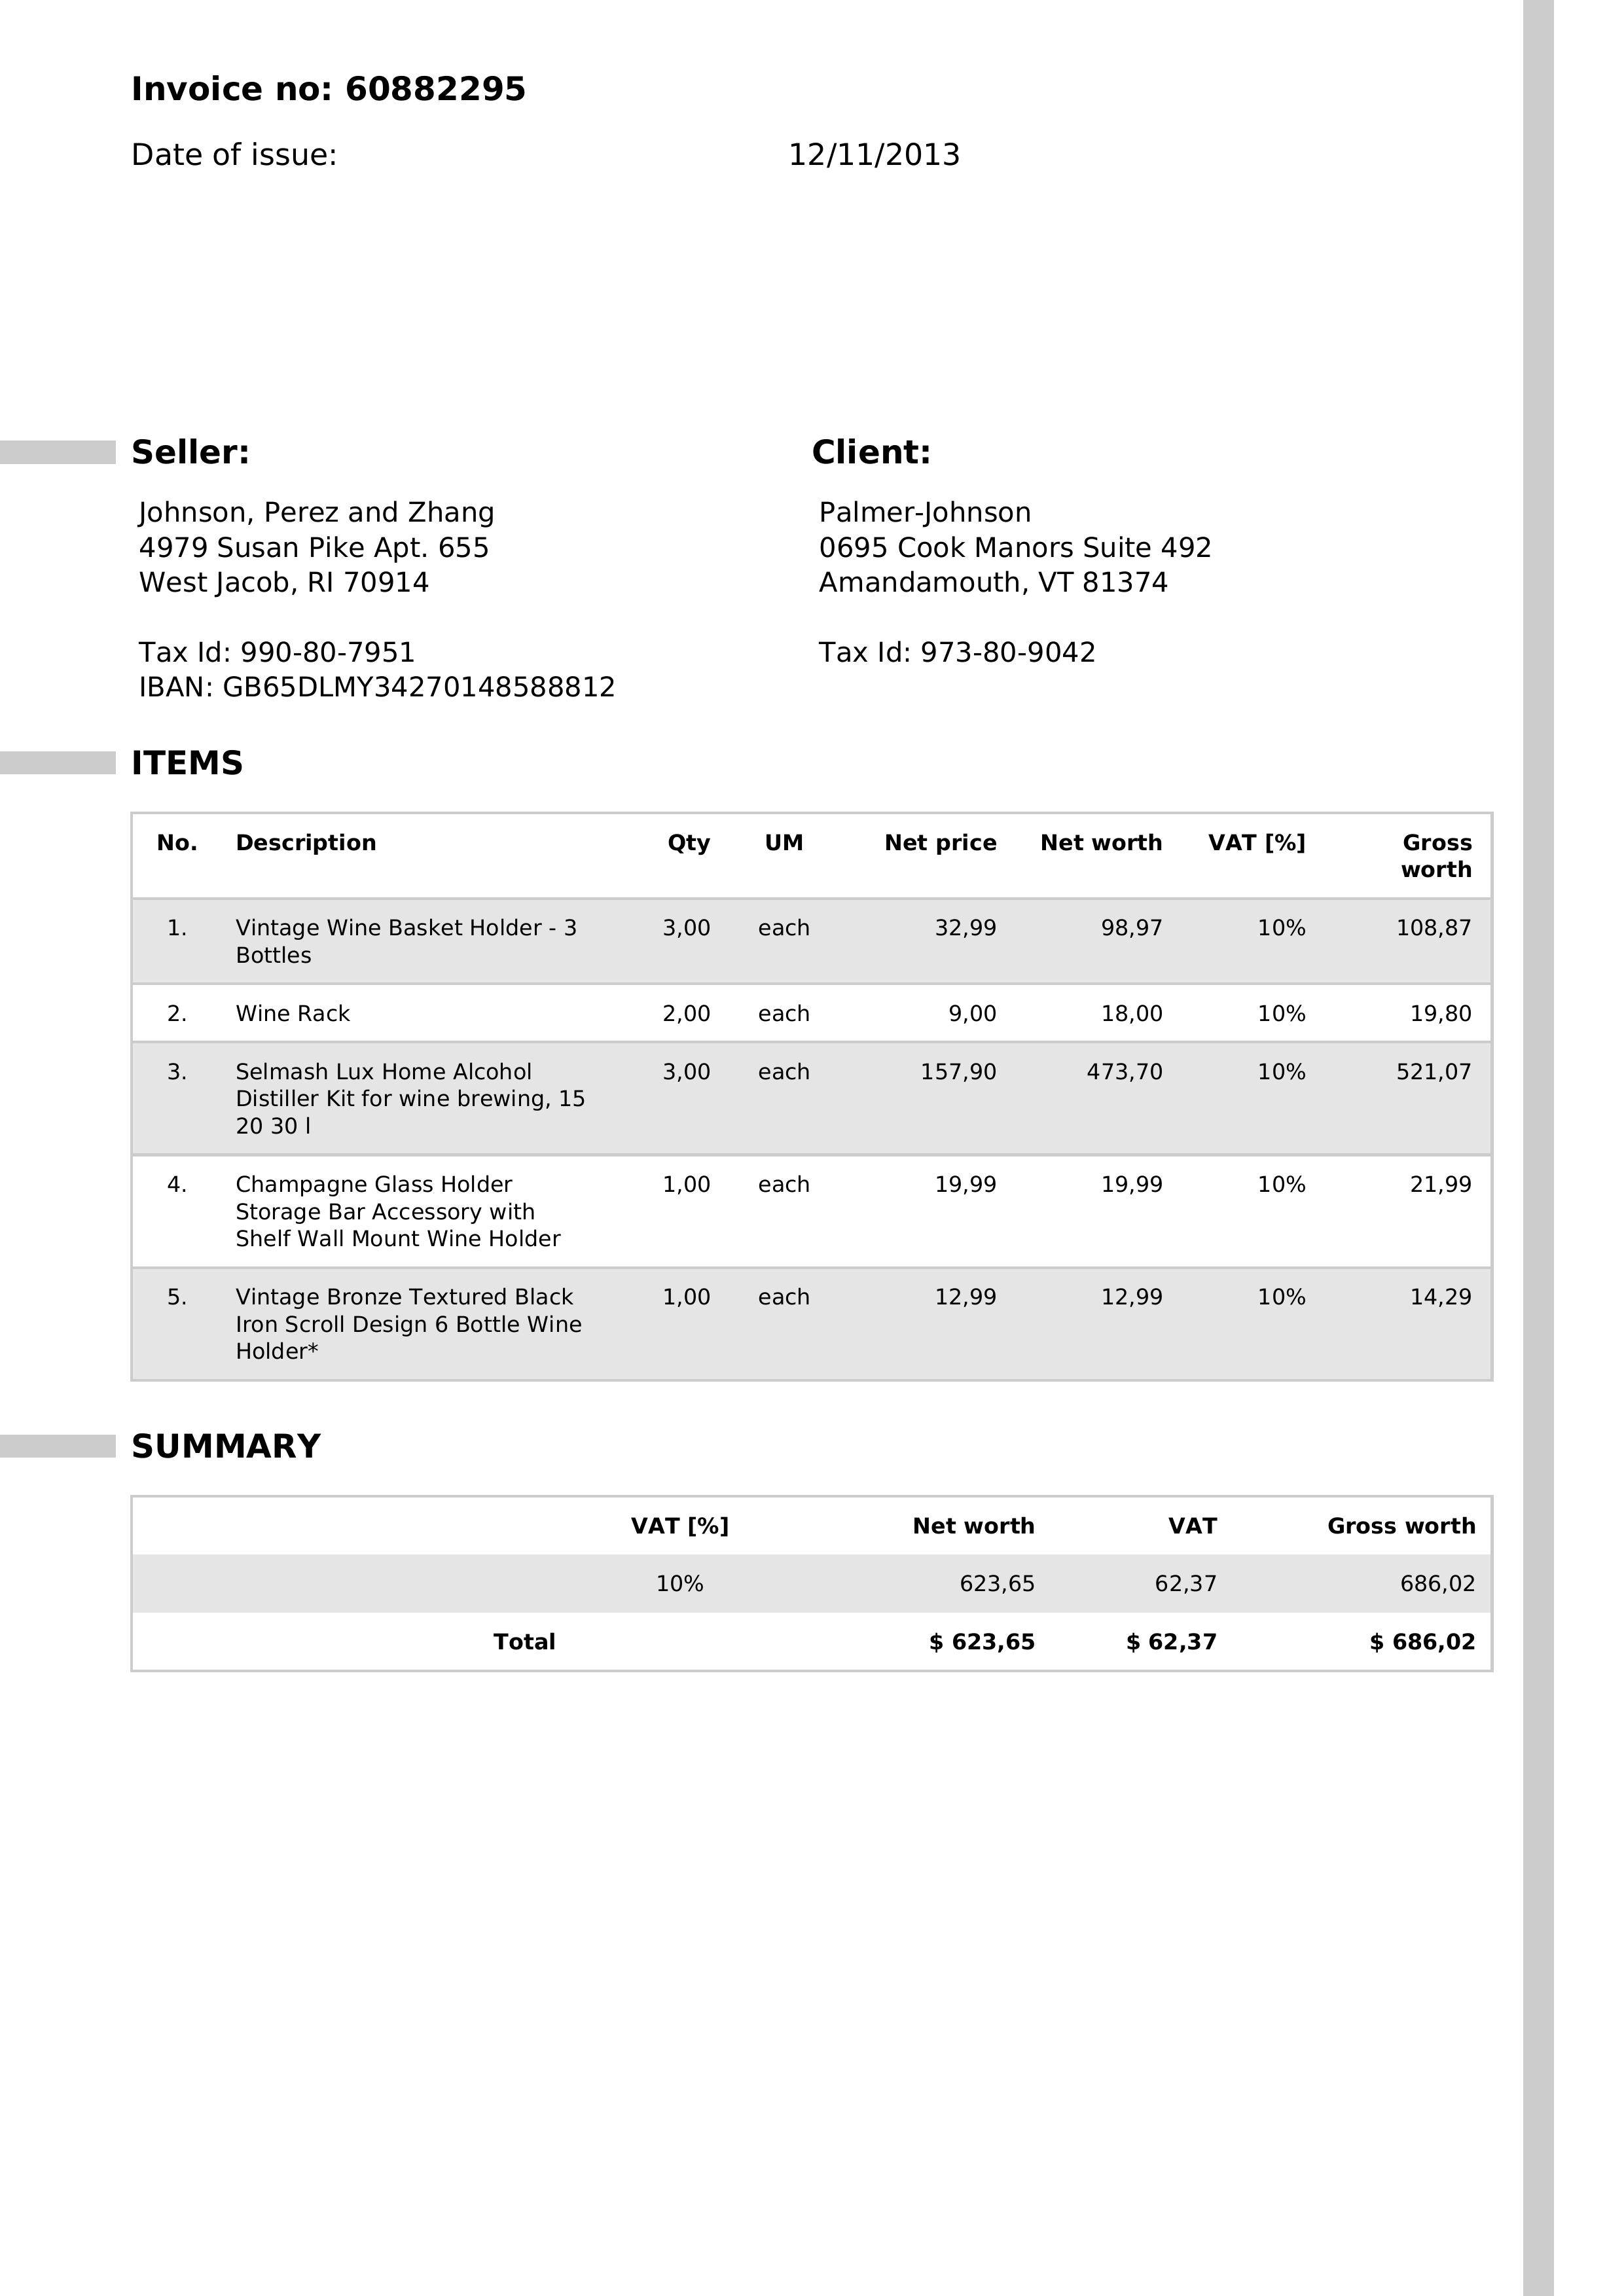 Invoice no: 60882295
Date of issue: 12/11/2013
Seller:
Johnson, Perez and Zhang
4979 Susan Pike Apt. 655
West Jacob, RI 70914
Tax Id: 990-80-7951
IBAN: GB65DLMY34270148588812
Client:
Palmer-Johnson
0695 Cook Manors Suite 492
Amandamouth, VT 81374
Tax Id: 973-80-9042
ITEMS
No. Description Qty UM Net price Net worth VAT [%] Gross
worth
1. Vintage Wine Basket Holder - 3 3,00 each 32,99 98,97 10% 108,87
Bottles
2. Wine Rack 2,00 each 9,00 18,00 10% 19,80
3. Selmash Lux Home Alcohol 3,00 each 157,90 473,70 10% 521,07
Distiller Kit for wine brewing, 15
20 30 l
4. Champagne Glass Holder 1,00 each 19,99 19,99 10% 21,99
Storage Bar Accessory with
Shelf Wall Mount Wine Holder
5. Vintage Bronze Textured Black 1,00 each 12,99 12,99 10% 14,29
Iron Scroll Design 6 Bottle Wine
Holder*
SUMMARY
VAT [%] Net worth VAT Gross worth
10% 623,65 62,37 686,02
Total $ 623,65 $ 62,37 $ 686,02